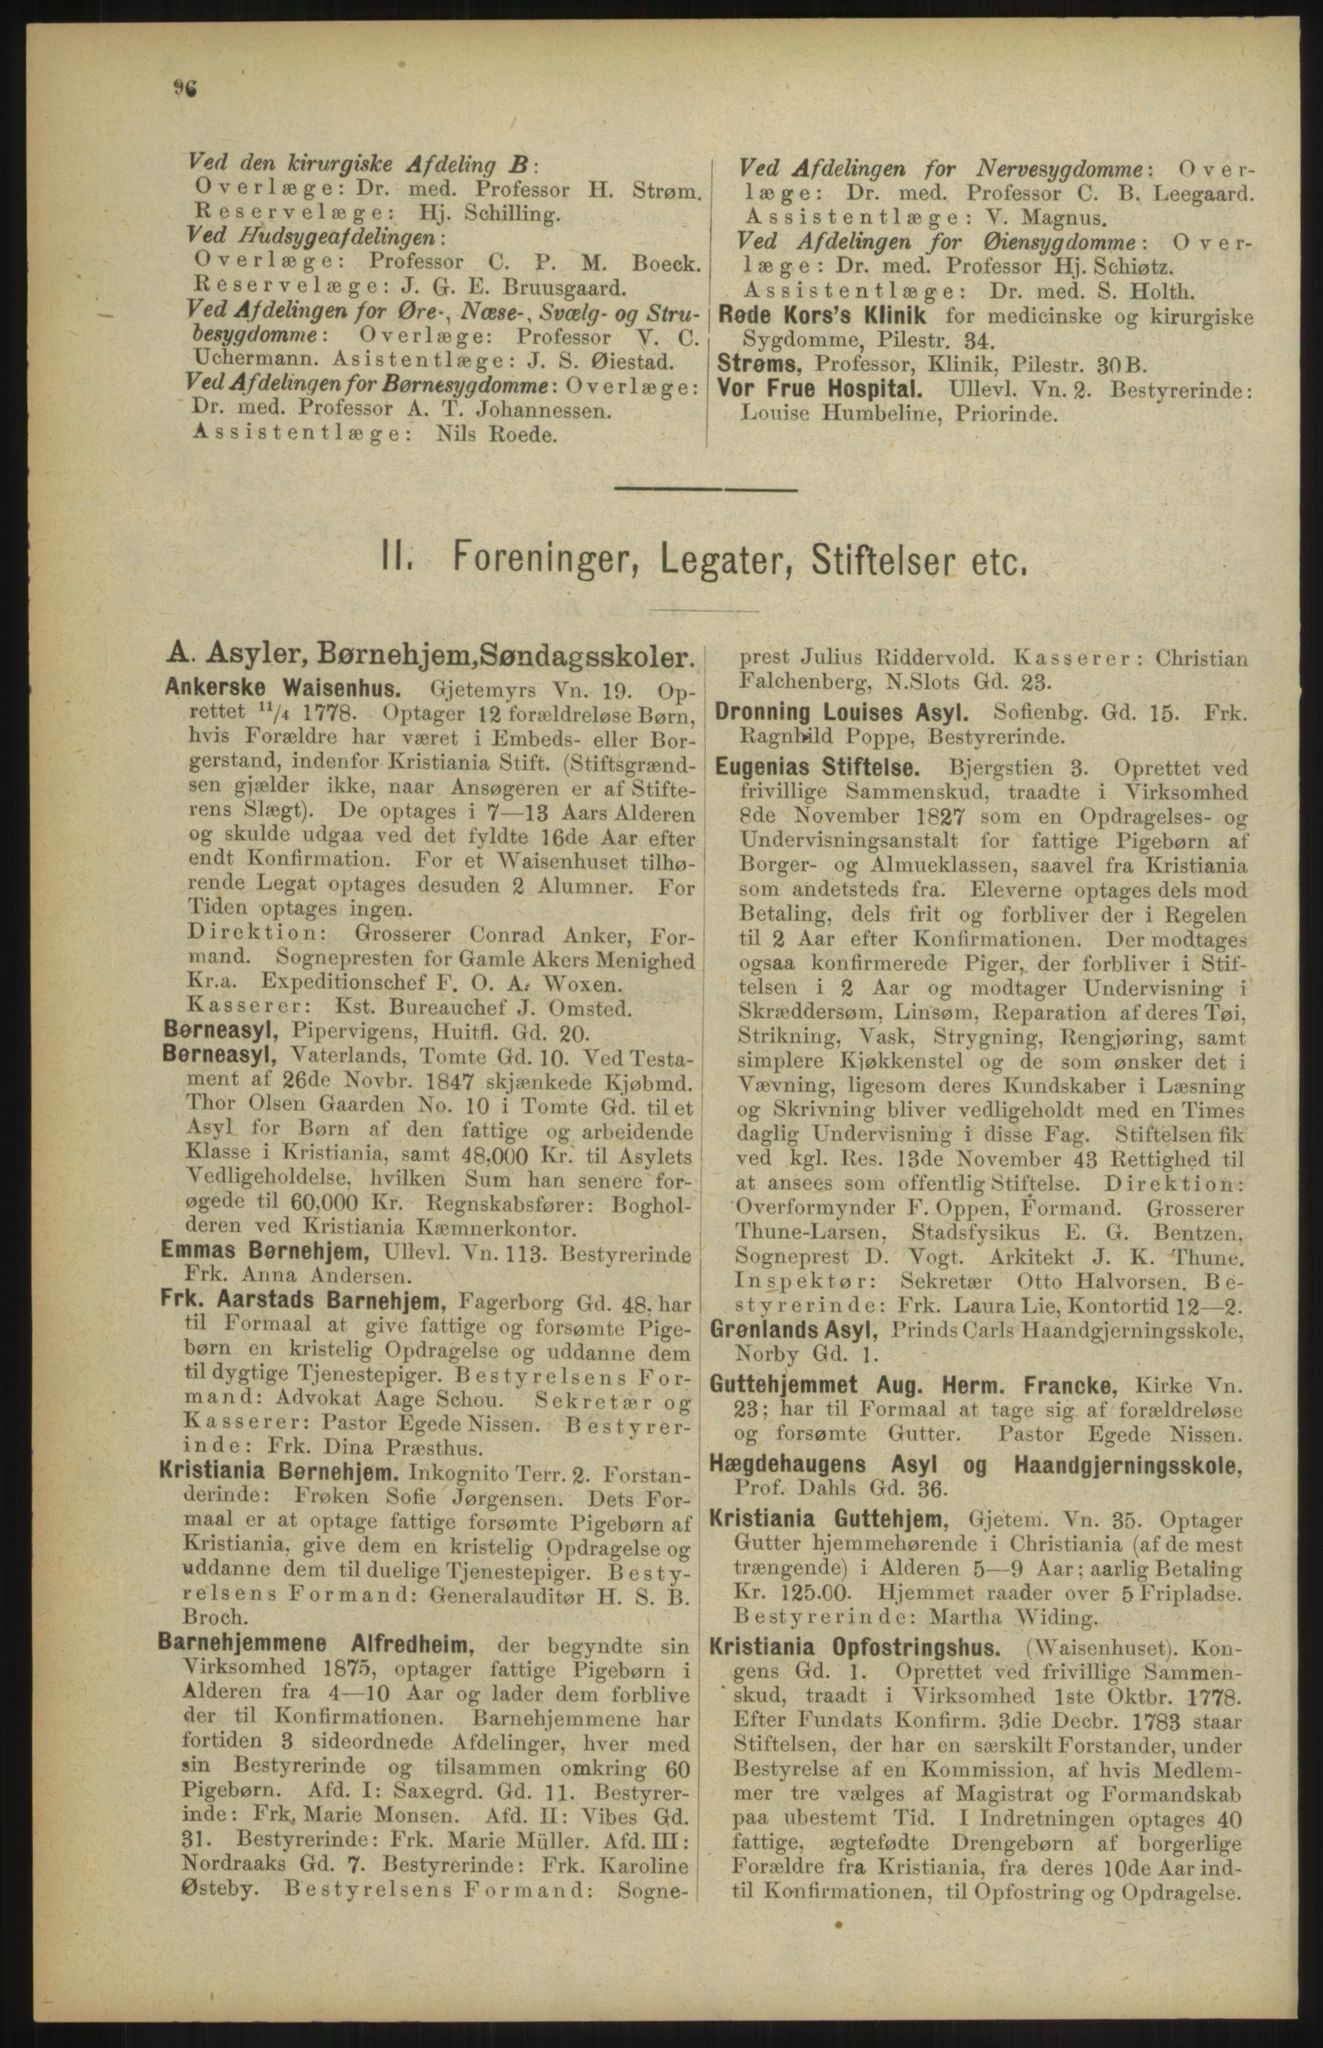 96
Ved den kirurgiske Afdeling B:
Overlæge: Dr. med. Professor H. Strøm.
Reservelæge: Hj. Schilling.
Ved Hudsygeafdelingen:
Overlæge: Professor C. P. M. Boeck.
Reservelæge: J. G. E. Bruusgaard.
Ved Afdelingen for Øre-, Næse-, Svælg- og Stru-
besygdomme: Overlæge: Professor V. C.
Uchermann. Asistentlæge: J. S. Øiestad.
Ved Afdelingen for Børnesygdomme: Overlæge:
Dr. med. Professor A. T. Johannessen.
Assistentlæge: Nils Roede.
Ved Afdelingen for Nervesygdomme: Over-
læge: Dr. med. Professor C. B. Leegaard.
Assistentlæge: V. Magnus.
Ved Afdelingen for Øiensygdomme: Over-
læge: Dr. med. Professor Hj. Schiøtz.
Assistentlæge: Dr. med. S. Holth.
Røde Kors's Klinik for medicinske og kirurgiske
Sygdomme, Pilestr. 34.
Strøms, Professor, Klinik, Pilestr. 30 B.
Vor Frue Hospital. Ullevl. Vn. 2. Bestyrerinde:
Louise Humbeline, Priorinde.
II. Foreninger, Legater, Stiftelser etc.
A. Asyler, Børnehjem, Søndagsskoler.
Ankerske Waisenhus. Gjetemyrs Vn. 19. Op-
rettet 11/4 1778. Optager 12 forældreløse Børn,
hvis Forældre har været i Embeds- eller Bor-
gerstand, indenfor Kristiania Stift. (Stiftsgrænd-
sen gjælder ikke, naar Ansøgeren er af Stifte-
rens Slægt). De optages i 7—13 Aars Alderen
og skulde udgaa ved det fyldte 16de Aar efter
endt Konfirmation. For et Waisenhuset tilhø-
rende Legat optages desuden 2 Alumner. For
Tiden optages ingen.
Direktion: Grosserer Conrad Anker, For-
mand. Sognepresten for Gamle Akers Menighed
Kr.a. Expeditionschef F. O. A. Woxen.
Kasserer: Kst. Bureauchef J. Omsted.
Børneasyl, Pipervigens, Huitfl. Gd. 20.
Børneasyl, Vaterlands, Tomte Gd. 10. Ved Testa-
ment af 26de Novbr. 1847 skjænkede Kjøbmd.
Thor Olsen Gaarden No. 10 i Tomte Gd. til et
Asyl for Børn af den fattige og arbeidende
Klasse i Kristiania, samt 48,000 Kr. til Asylets
Vedligeholdelse, hvilken Sum han senere for-
øgede til 60,000 Kr. Regnskabsfører: Boghol-
deren ved Kristiania Kæmnerkontor.
Emmas Børnehjem, Ullevl. Vn. 113. Bestyrerinde
Frk. Anna Andersen.
Frk. Aarstads Barnehjem, Fagerborg Gd. 48, har
til Formaal at give fattige og forsømte Pige-
børn en kristelig Opdragelse og uddanne dem
til dygtige Tjenestepiger. Bestyrelsens For-
mand: Advokat Aage Schou. Sekretær og
Kasserer: Pastor Egede Nissen. Bestyrer-
inde: Frk. Dina Præsthus.
Kristiania Børnehjem. Inkognito Terr. 2. Forstan-
derinde: Frøken Sofie Jørgensen. Dets For-
maal er at optage fattige forsømte Pigebørn af
Kristiania, give dem en kristelig Opdragelse og
uddanne dem til duelige Tjenestepiger. Besty-
relsens Formand: Generalauditør H. S. B.
Broch.
Barnehjemmene Alfredheim, der begyndte sin
Virksomhed 1875, optager fattige Pigebørn i
Alderen fra 4—10 Aar og lader dem forblive
der til Konfirmationen. Barnehjemmene har
fortiden 3 sideordnede Afdelinger, hver med
sin Bestyrerinde og tilsammen omkring 60
Pigebørn. Afd. I: Saxegrd. Gd. 11. Bestyrer-
inde: Frk. Marie Monsen. Afd. II: Vibes Gd.
31. Bestyrerinde: Frk. Marie Müller. Afd. III:
Nordraaks Gd. 7. Bestyrerinde: Frk. Karoline
Østeby. Bestyrelsens Formand: Sogne-
prest Julius Riddervold. Kasserer: Christian
Falchenberg, N.Slots Gd. 23.
Dronning Louises Asyl. Sofienbg. Gd. 15. Frk.
Ragnhild Poppe, Bestyrerinde.
Eugenias Stiftelse. Bjergstien 3. Oprettet ved
frivillige Sammenskud, traadte i Virksomhed
8de November 1827 som en Opdragelses- og
Undervisningsanstalt for fattige Pigebørn af
Borger- og Almueklassen, saavel fra Kristiania
som andetsteds fra. Eleverne optages dels mod
Betaling, dels frit og forbliver der i Regelen
til 2 Aar efter Konfirmationen. Der modtages
ogsaa konfirmerede Piger, der forbliver i Stif-
telsen i 2 Aar og modtager Undervisning i
Skræddersøm, Linsøm, Reparation af deres Tøi,
Strikning, Vask, Strygning, Rengjøring, samt
simplere Kjøkkenstel og de som ønsker det i
Vævning, ligesom deres Kundskaber i Læsning
og Skrivning bliver vedligeholdt med en Times
daglig Undervisning i disse Fag. Stiftelsen fik
ved kgl. Res. 13de November 43 Rettighed til
at ansees som offentlig Stiftelse. Direktion:
Overformynder F. Oppen, Formand. Grosserer
Thune-Larsen, Stadsfysikus E. G. Bentzen,
Sogneprest D. Vogt. Arkitekt J. K. Thune.
Inspektør: Sekretær Otto Halvorsen. Be-
styrerinde: Frk. Laura Lie, Kontortid 12—2.
Grønlands Asyl, Prinds Carls Haandgjerningsskole,
Norby Gd. 1.
Guttehjemmet Aug. Herm. Francke, Kirke Vn.
23; har til Formaal at tage sig af forældreløse
og forsømte Gutter. Pastor Egede Nissen.
Hægdehaugens Asyl og Haandgjerningsskole,
Prof. Dahls Gd. 36.
Kristiania Guttehjem, Gjetem. Vn. 35. Optager
Gutter hjemmehørende i Christiania (af de mest
trængende) i Alderen 5—9 Aar; aarlig Betaling
Kr. 125.00. Hjemmet raader over 5 Fripladse.
Bestyrerinde: Martha Widing.
Kristiania Opfostringshus. (Waisenhuset). Kon-
gens Gd. 1. Oprettet ved frivillige Sammen-
skud, traadt i Virksomhed 1ste Oktbr. 1778.
Efter Fundats Konfirm. 3die Decbr. 1783 staar
Stiftelsen, der har en særskilt Forstander, under
Bestyrelse af en Kommission, af hvis Medlem-
mer tre vælges af Magistrat og Formandskab
paa ubestemt Tid. I Indretningen optages 40
fattige, ægtefødte Drengebørn af borgerlige
Forældre fra Kristiania, fra deres 10de Aar ind-
til Konfirmationen, til Opfostring og Opdragelse.